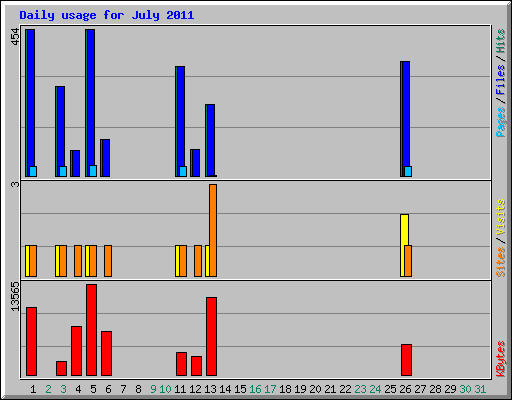 Daily usage for July 2011
454
Pages / Files / Hits
3
Sites / Visits
13565
KBytes
1 2 3 4 5 6 7 8 9 10 11 12 13 14 15 16 17 18 19 20 21 22 23 24 25 26 27 28 29 30 31